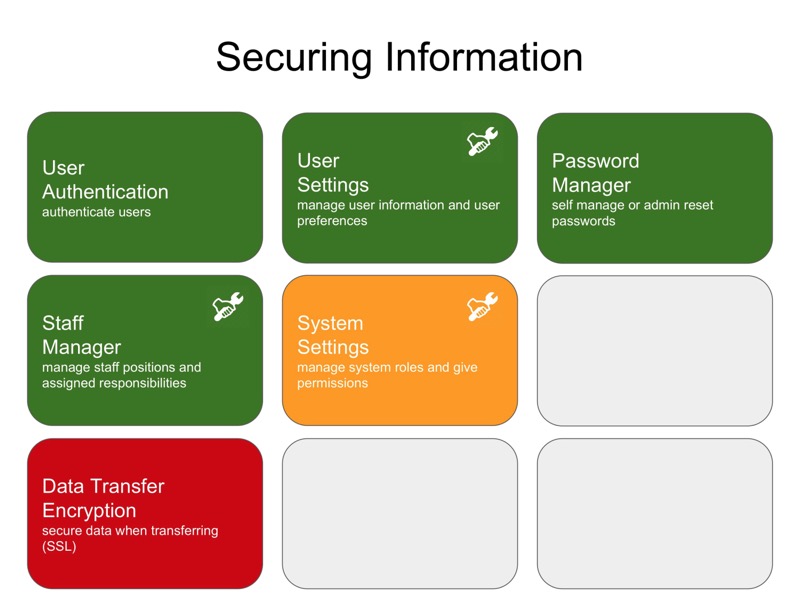 Securing Information
User
Authentication
authenticate users
User
Settings
manage user information and user
preferences
Password
Manager
self manage or admin reset
passwords
Staff
Manager
manage staff positions and
assigned responsibilities
System
Settings
manage system roles and give
permissions
Data Transfer
Encryption
secure data when transferring
(SSL)